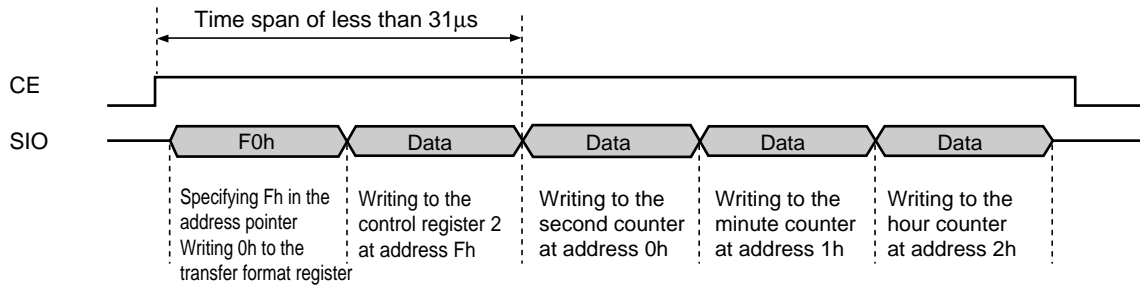 Time span of less than 31μs
CE
SIO
F0h Data Data Data Data
Specifying Fh in the
address pointer
Writing 0h to the
transfer format register
Writing to the
control register 2
at address Fh
Writing to the
second counter
at address 0h
Writing to the
minute counter
at address 1h
Writing to the
hour counter
at address 2h